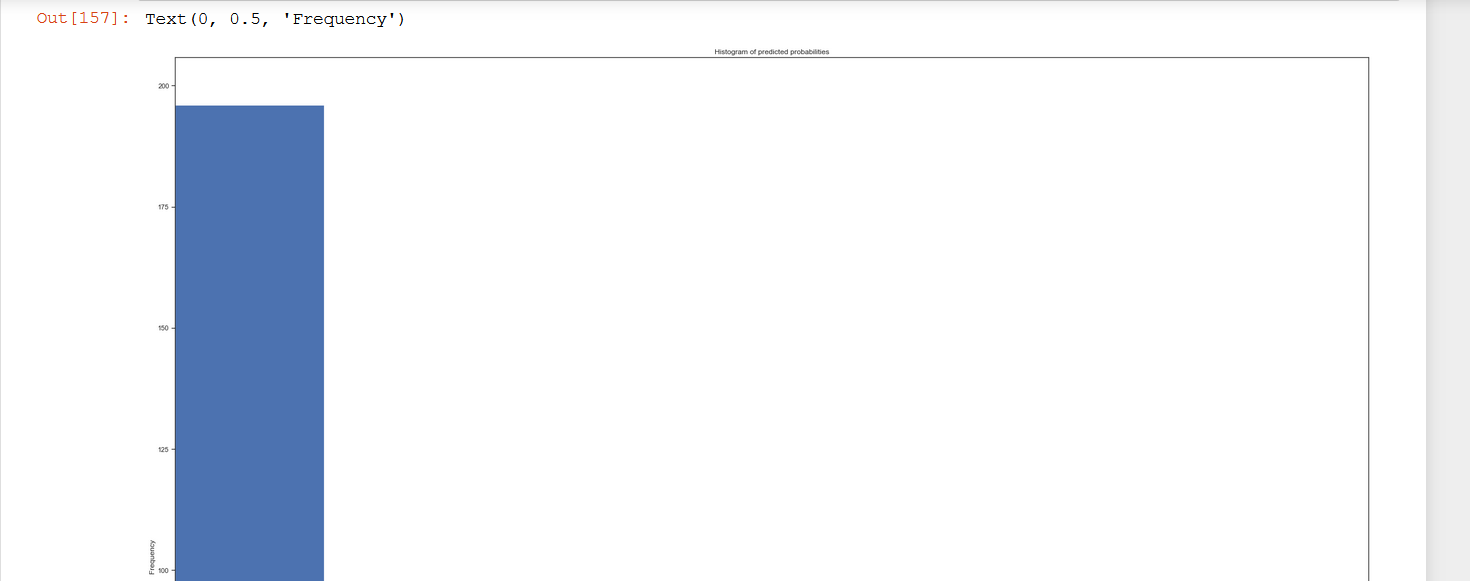 Out[157]: Text(0, 0.5, 'Frequency')
Histogram of predicted probabilities
200
175
150
125
100
Frequency